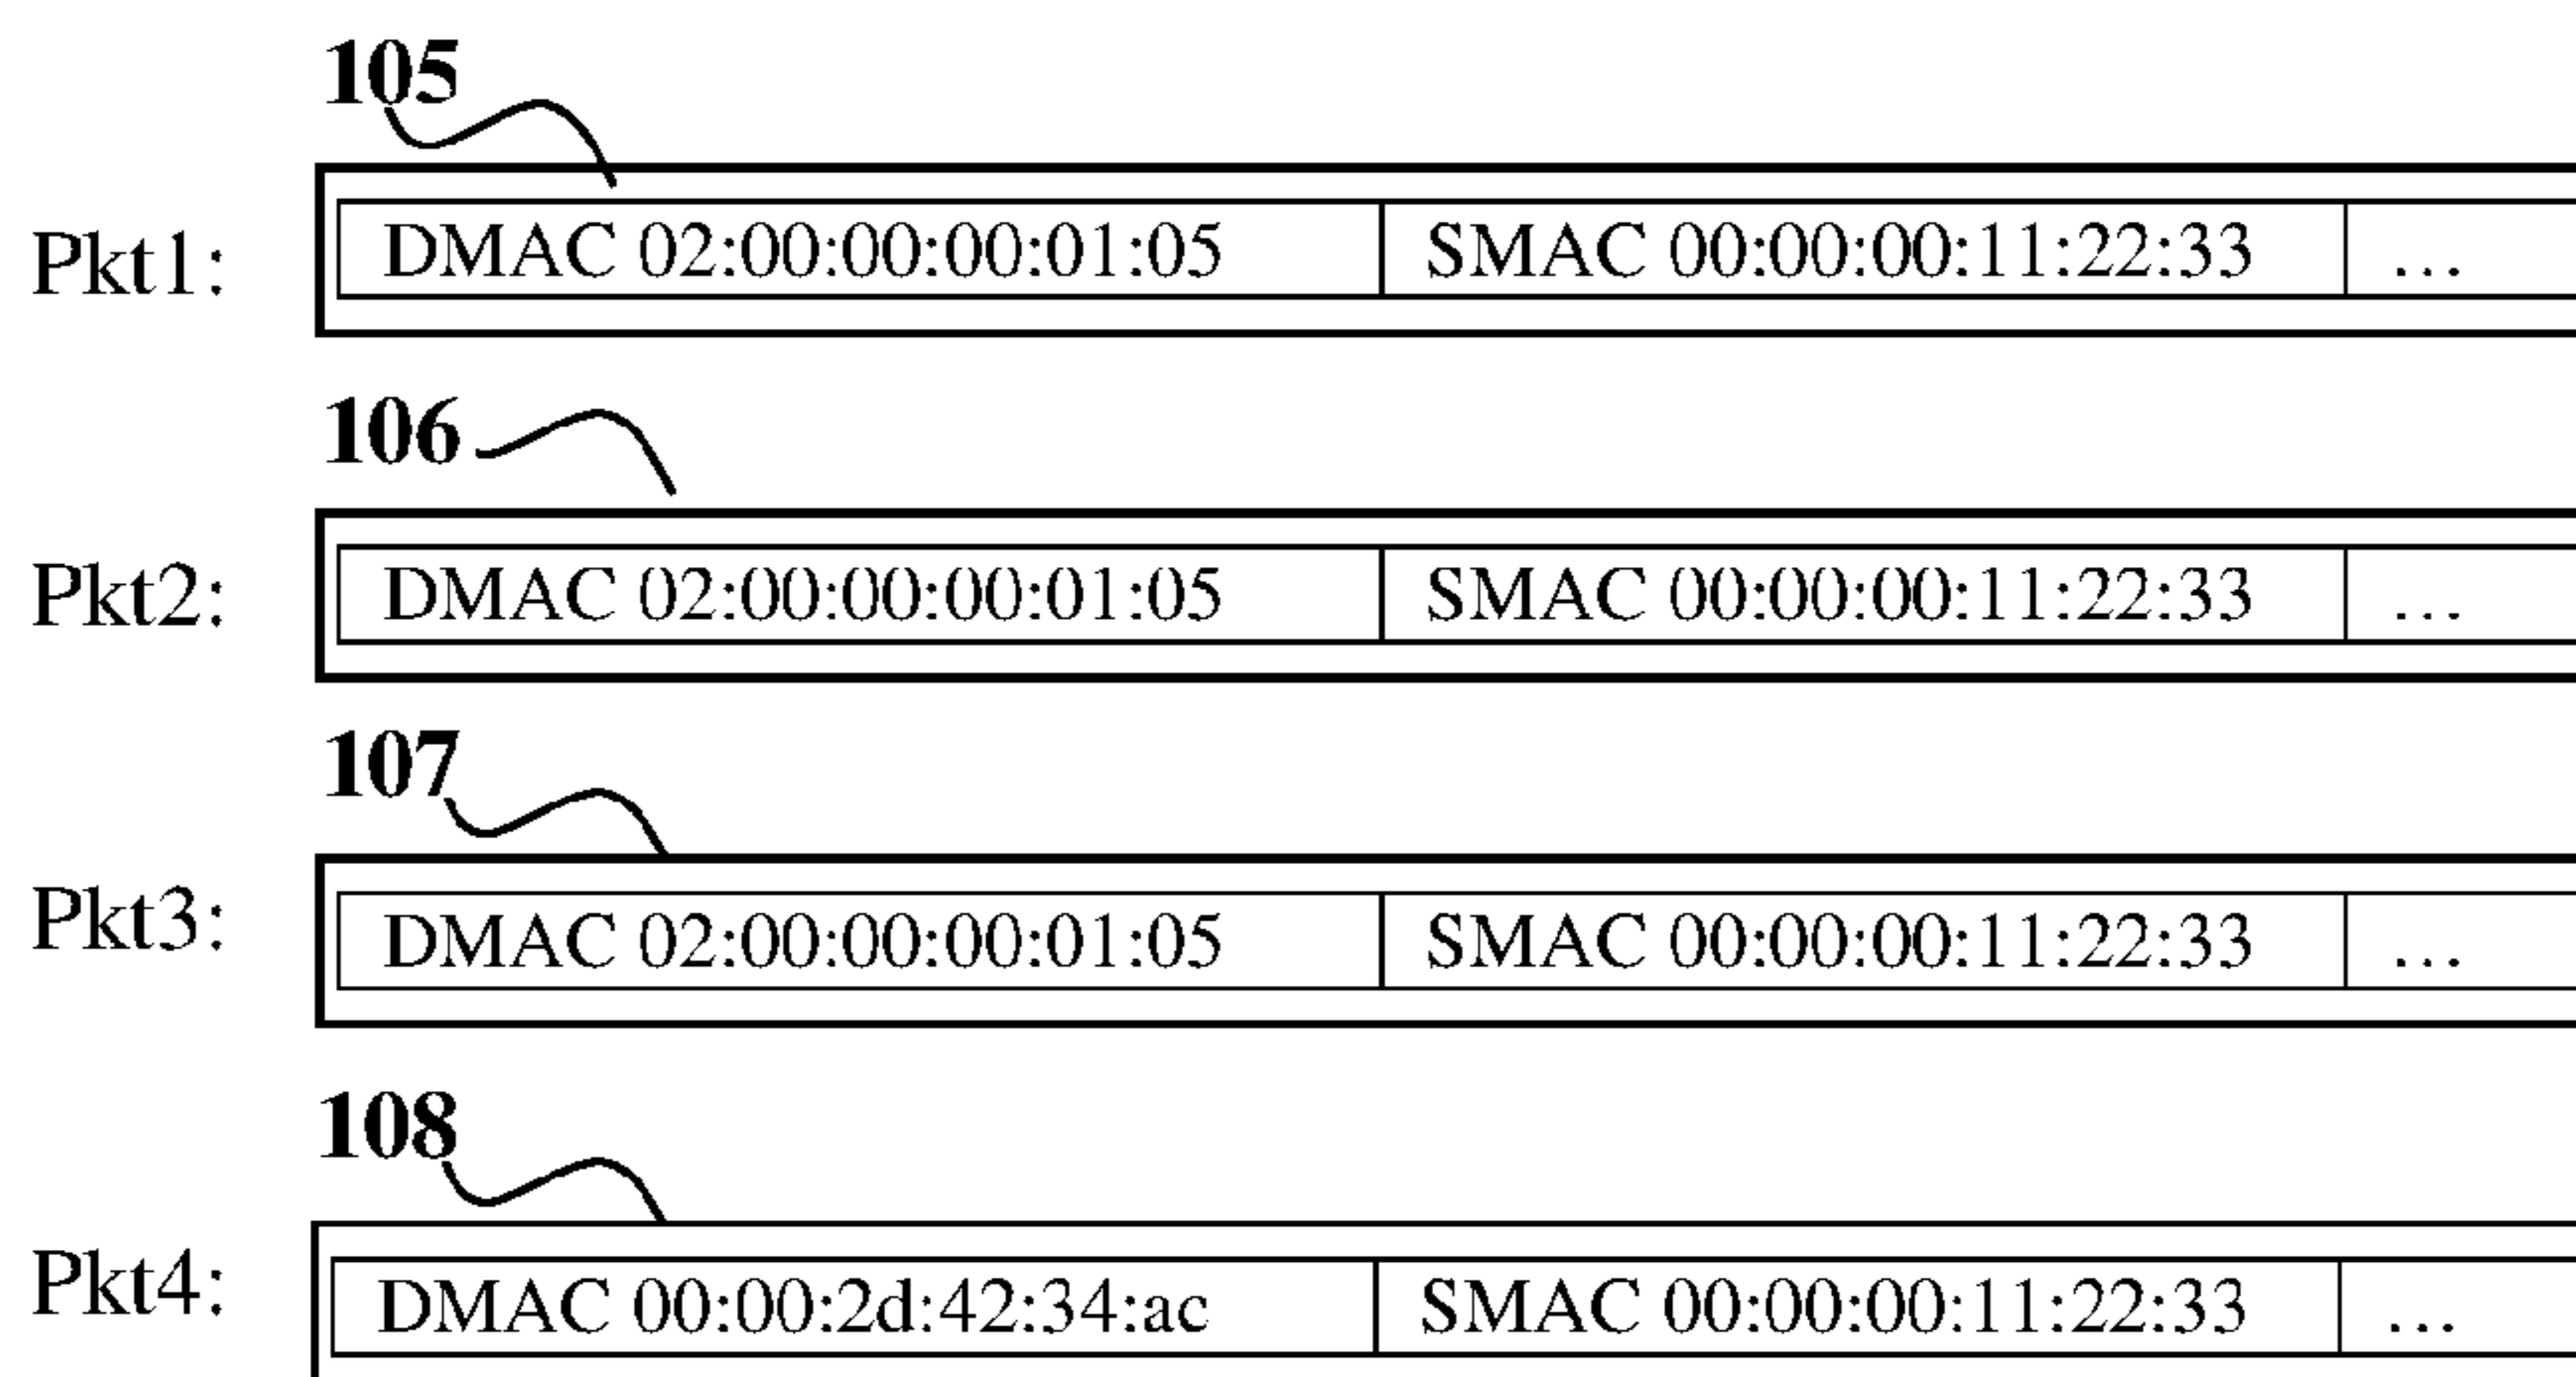 105
Pkt1: DMAC 02:00:00:00:01:05 SMAC 00:00:00:11:22:33 ...
106
Pkt2: DMAC 02:00:00:00:01:05 SMAC 00:00:00:11:22:33 ...
107
Pkt3: DMAC 02:00:00:00:01:05 SMAC 00:00:00:11:22:33 ...
108
Pkt4: DMAC 00:00:2d:42:34:ac SMAC 00:00:00:11:22:33 ...